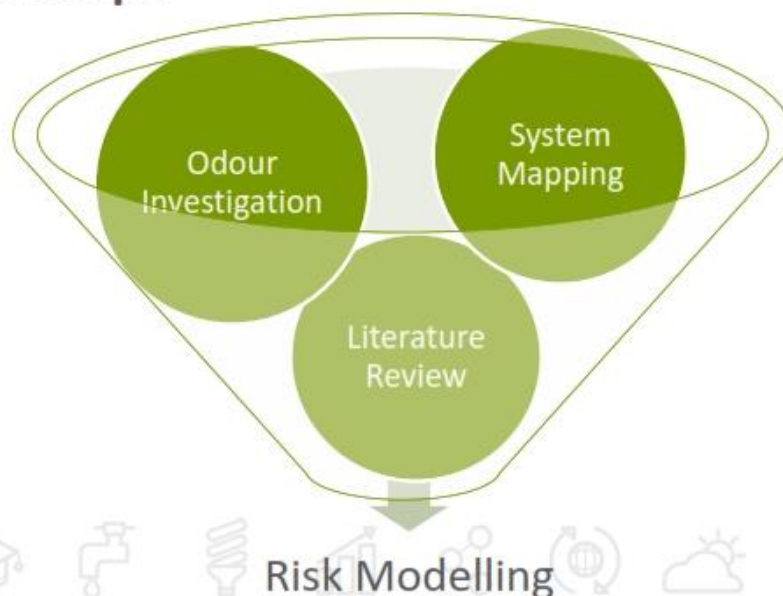 Odour
Investigation
System
Mapping
Literature
Review
Risk Modelling